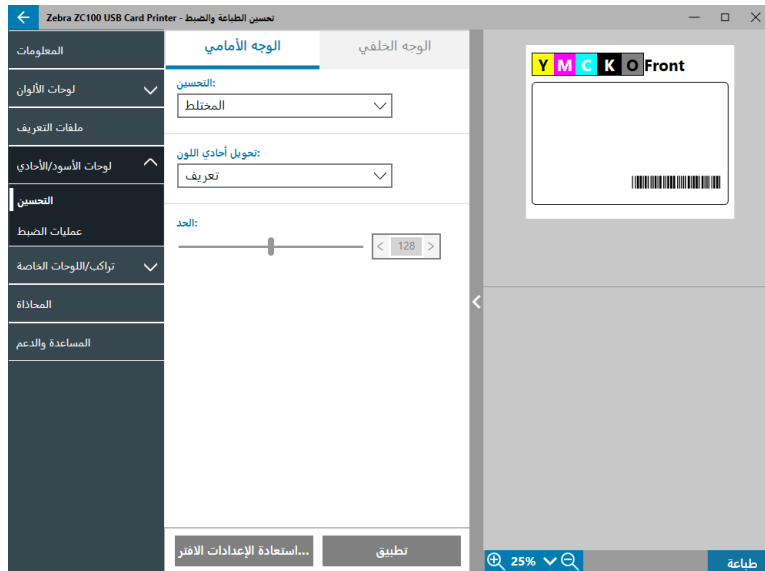 Zebra ZC100 USB Card Printer - تحسين الطباعة والضبط
المعلومات
لوحات الألوان
ملفات التعريف
لوحات الأسود/الأحادي
التحسين
عمليات الضبط
تراكب/اللوحات الخاصة
المحاذاة
المساعدة والدعم
الوجه الأمامي
الوجه الخلفي
التحسين:
المختلط
تحويل أحادي اللون:
تعريف
الحد:
< 128 >
استعادة الإعدادات الافتر...
تطبيق
Y M C K O Front
25%
طباعة